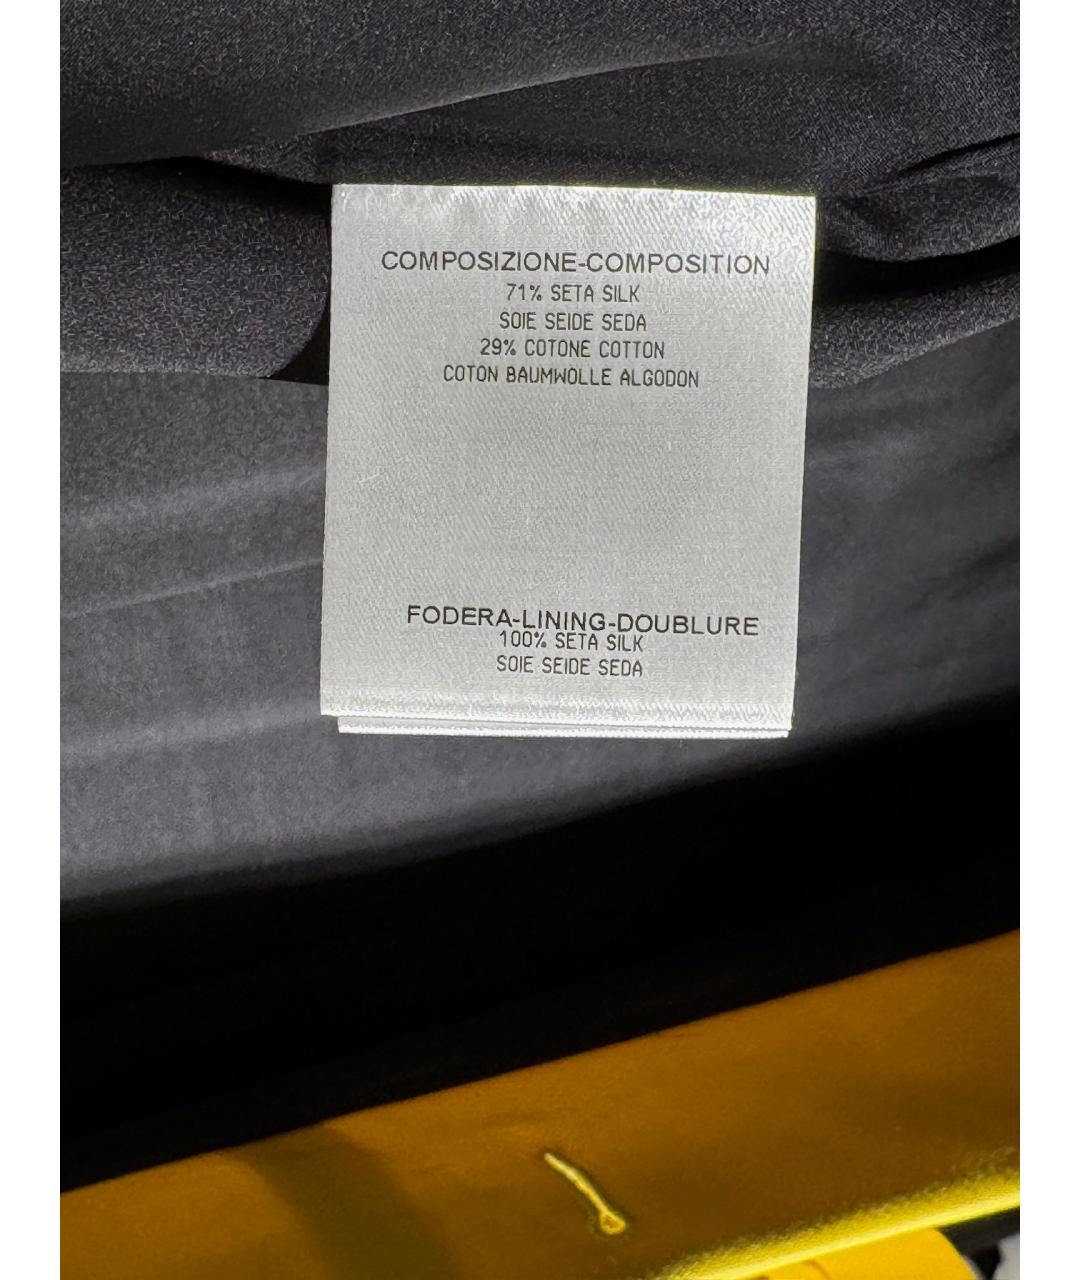 COMPOSIZIONE-COMPOSITION
71% SETA SILK
SOIE SEIDE SEDA
29% COTONE COTTON
COTON BAUMWOLLE ALGODON
FODERA-LINING-DOUBLURE
100% SETA SILK
SOIE SEIDE SEDA